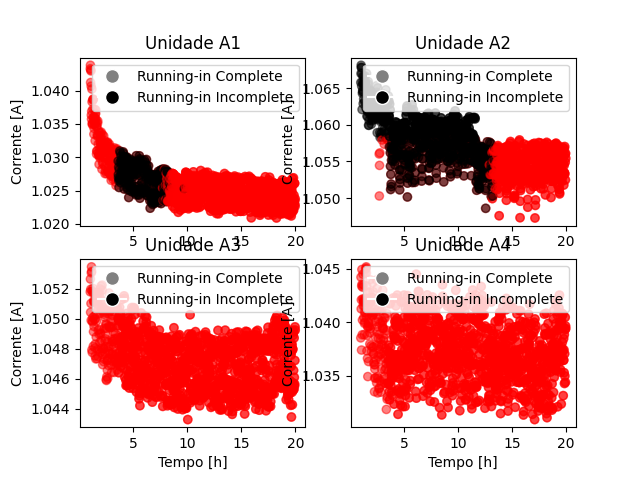 Unidade A1
Corrente [A]
1.040
1.035
1.030
1.025
1.020
Running-in Complete
Running-in Incomplete
5
10
15
20
Unidade A2
Corrente [A]
1.065
1.060
1.055
1.050
Running-in Complete
Running-in Incomplete
5
10
15
20
Unidade A3
Corrente [A]
1.052
1.050
1.048
1.046
1.044
Running-in Complete
Running-in Incomplete
5
10
15
20
Tempo [h]
Unidade A4
Corrente [A]
1.045
1.040
1.035
Running-in Complete
Running-in Incomplete
5
10
15
20
Tempo [h]